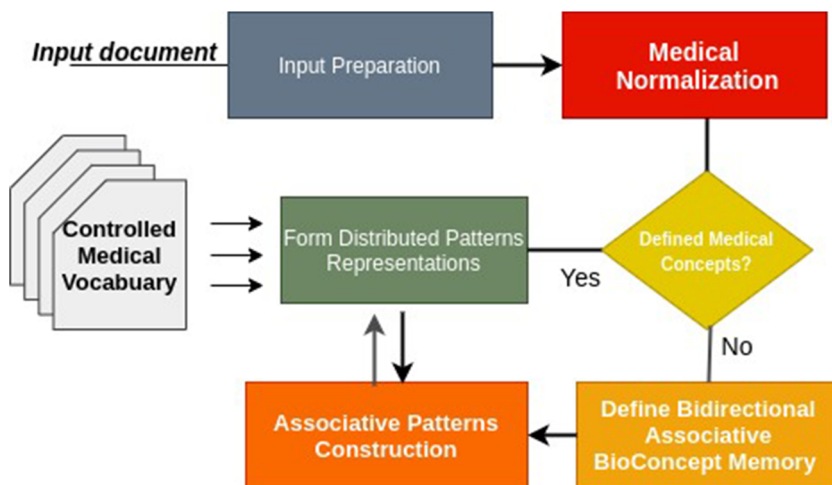 Input document
Input Preparation
Medical
Normalization
Controlled
Medical
Vocabuary
Form Distributed Patterns
Representations
Yes
Defined Medical
Concepts?
No
Associative Patterns
Construction
Define Bidirectional
Associative
BioConcept Memory